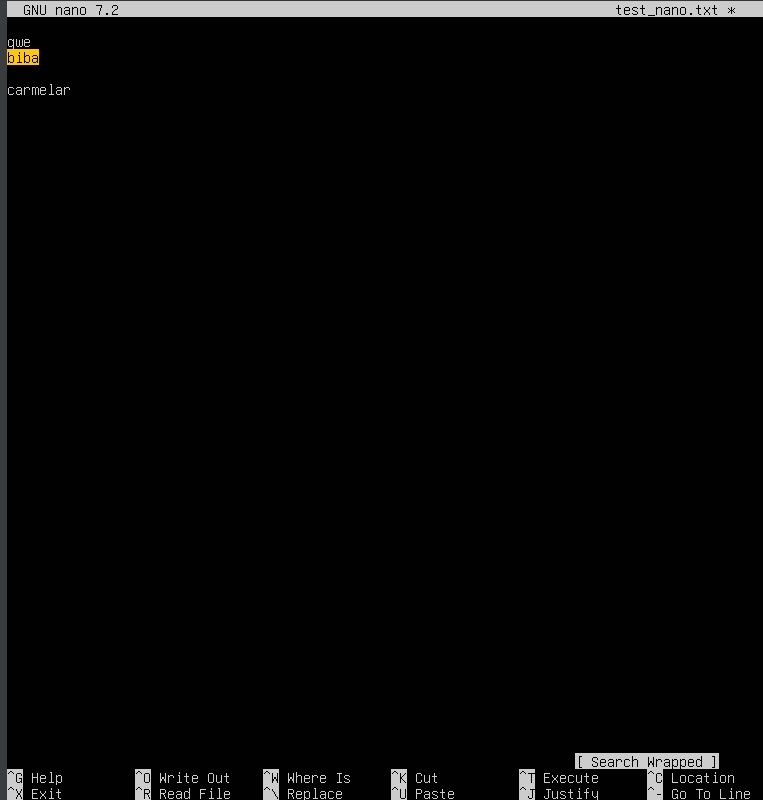 GNU nano 7.2 test_nano.txt *
qwe
biba
carmelar
[ Search Wrapped ]
^G Help ^O Write Out ^W Where Is ^K Cut ^T Execute ^C Location
^X Exit ^R Read File ^\ Replace ^U Paste ^J Justify ^- Go To Line